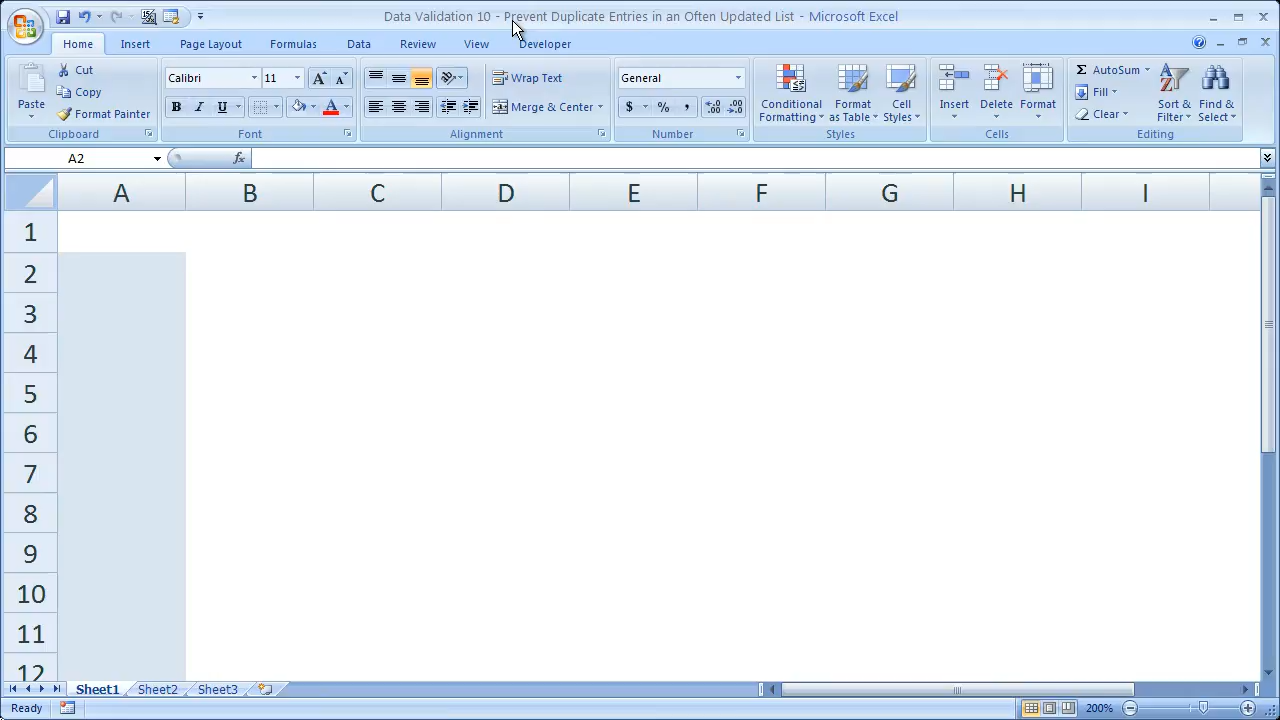 Data Validation 10 - Prevent Duplicate Entries in an Often Updated List - Microsoft Excel
Home Insert Page Layout Formulas Data Review View Developer
Paste Cut Copy Format Painter Clipboard
Calibri 11 B I U A Font
Wrap Text Merge & Center Alignment
General $ % , Number
Conditional Formatting Format as Table Cell Styles Styles
Insert Delete Format Cells
Σ AutoSum Fill Clear Sort & Filter Find & Select Editing
A2 fx
A B C D E F G H I
1
2
3
4
5
6
7
8
9
10
11
12
Sheet1 Sheet2 Sheet3
Ready 200%